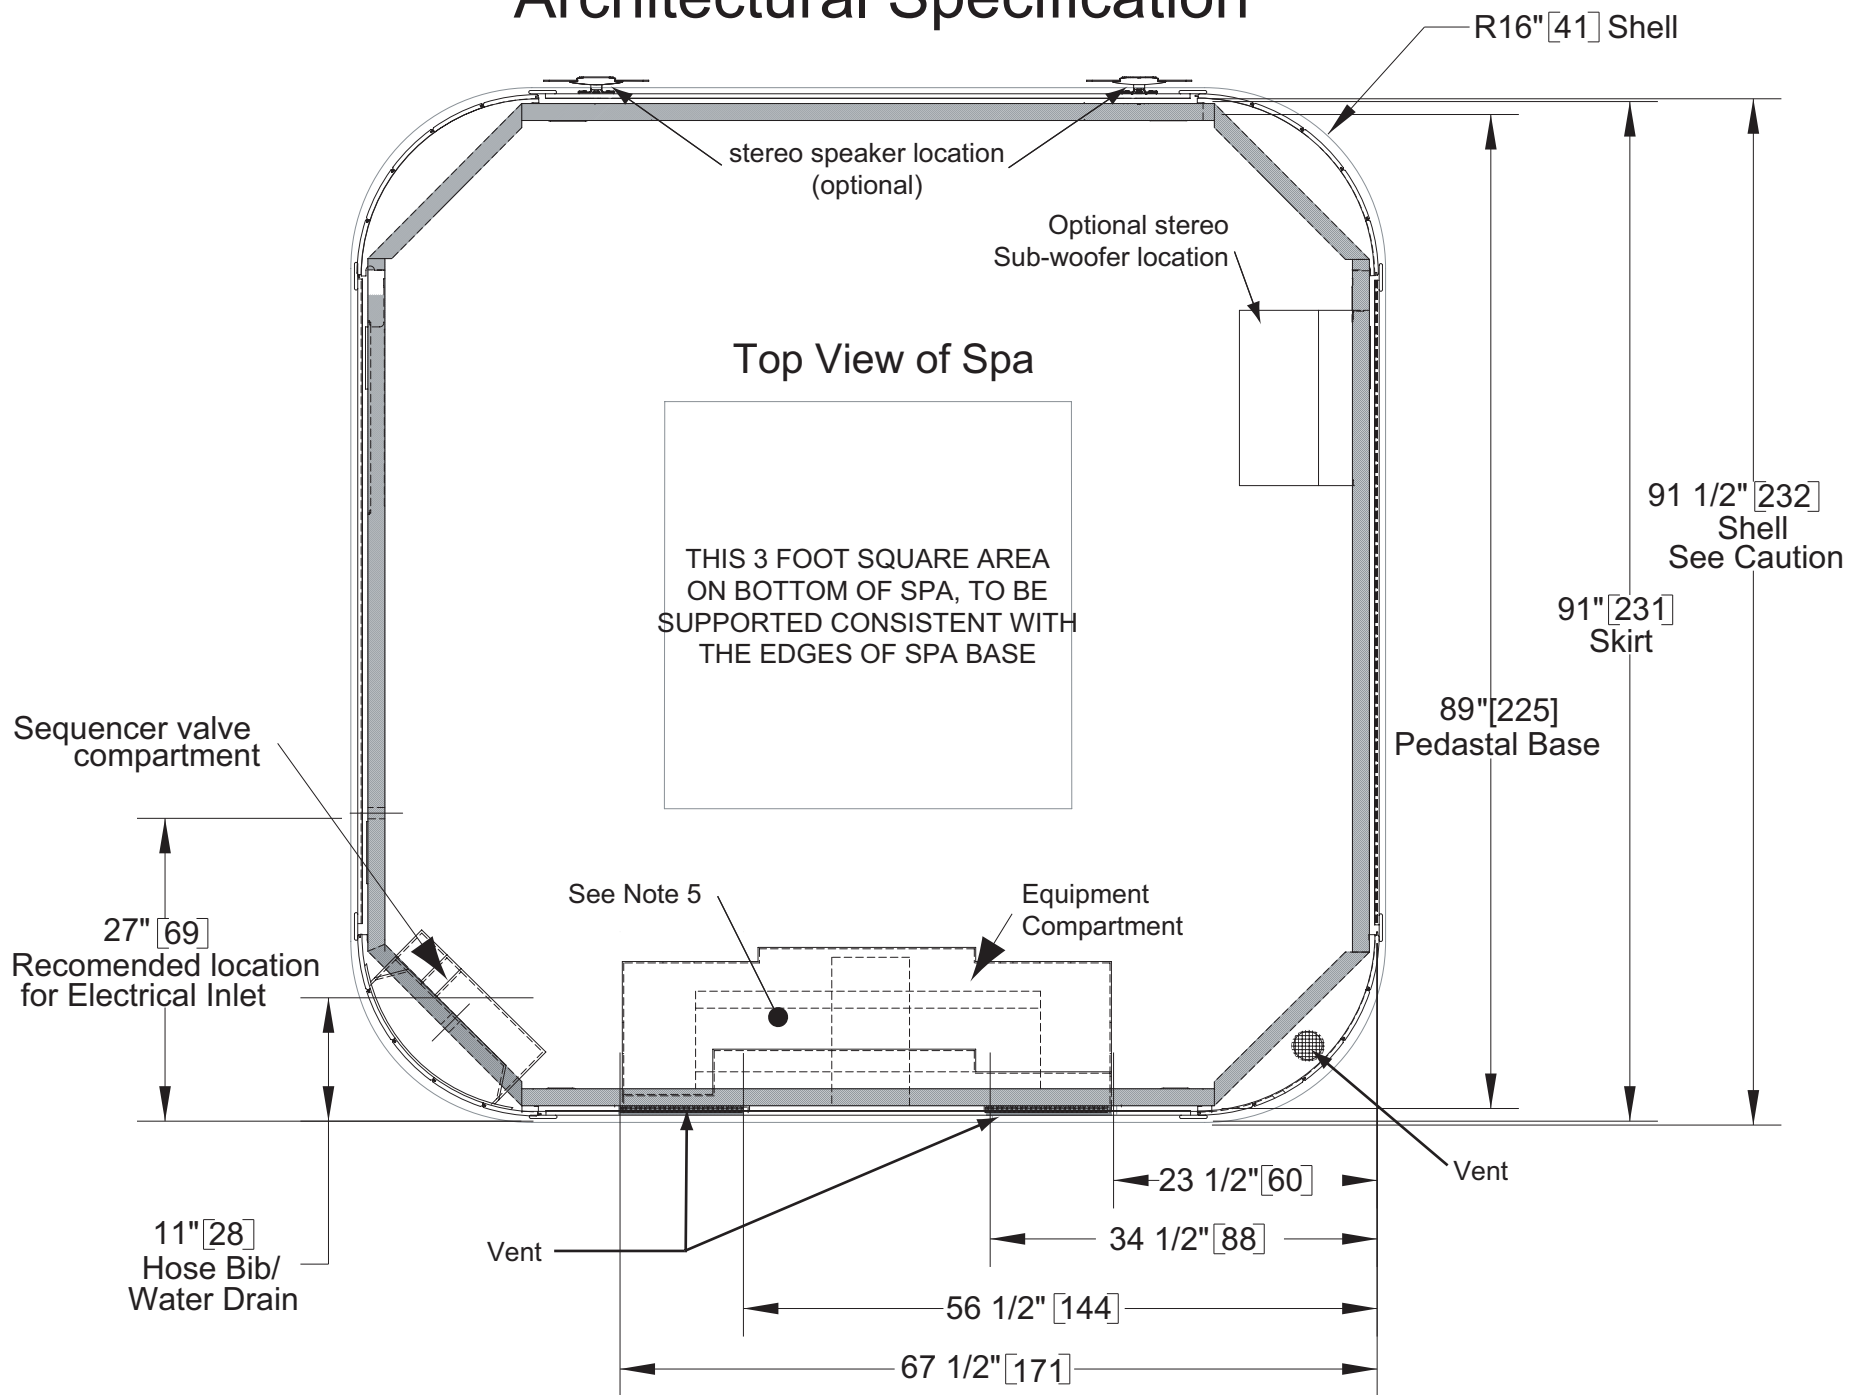 Architectural Specification
R16"[41] Shell
stereo speaker location
(optional)
Optional stereo
Sub-woofer location
Top View of Spa
THIS 3 FOOT SQUARE AREA
ON BOTTOM OF SPA, TO BE
SUPPORTED CONSISTENT WITH
THE EDGES OF SPA BASE
91 1/2" [232]
Shell
See Caution
91"[231]
Skirt
89"[225]
Pedastal Base
Sequencer valve
compartment
27" [69]
Recomended location
for Electrical Inlet
See Note 5
Equipment
Compartment
11"[28]
Hose Bib/
Water Drain
Vent
Vent
23 1/2"[60]
34 1/2"[88]
56 1/2" [144]
67 1/2"[171]